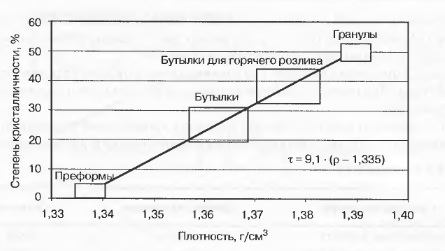 Степень кристалличности, %
60
50
40
30
20
10
0
Гранулы
Бутылки для горячего розлива
Бутылки
Преформы
τ = 9,1 · (ρ – 1,335)
1,33 1,34 1,35 1,36 1,37 1,38 1,39 1,40
Плотность, г/см³